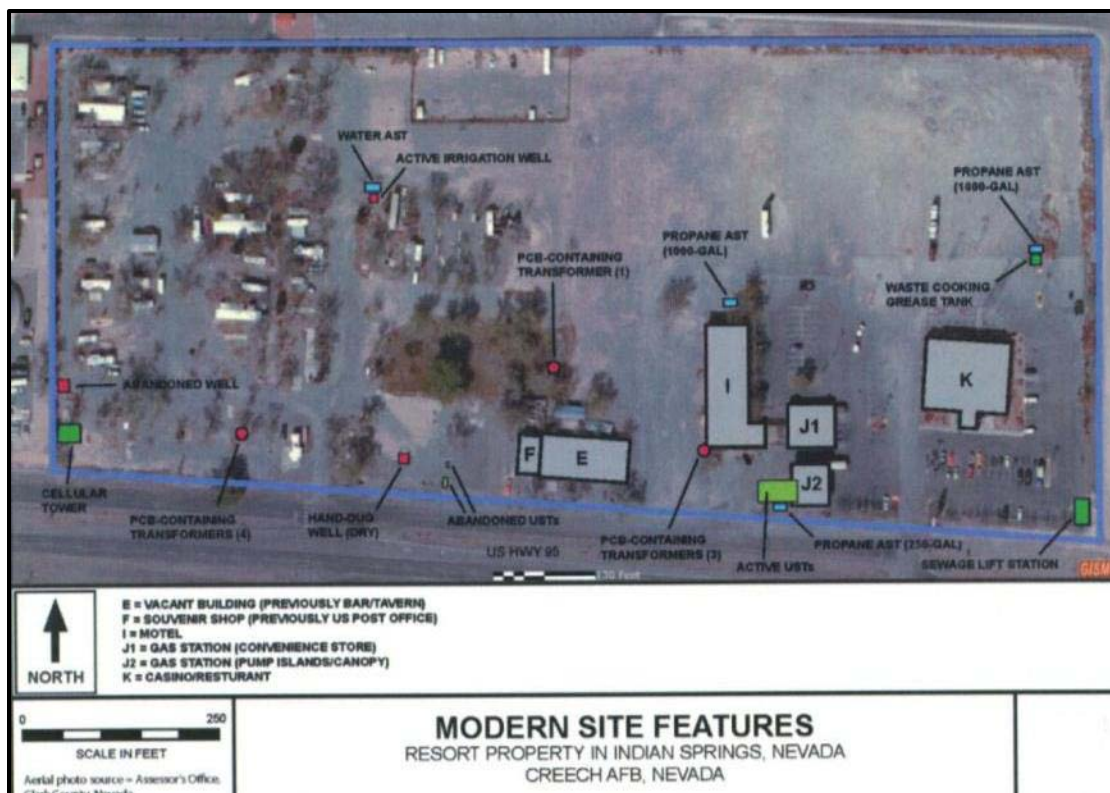 WATER AST
ACTIVE IRRIGATION WELL
PROPANE AST
(1000-GAL)
PROPANE AST
(1000-GAL)
PCB-CONTAINING
TRANSFORMER (1)
WASTE COOKING
GREASE TANK
I
K
ABANDONED WELL
J1
F
E
J2
CELLULAR
TOWER
PCB-CONTAINING
TRANSFORMERS (4)
HAND-DUG
WELL (DRY)
ABANDONED USTs
US HWY 95
PCB-CONTAINING
TRANSFORMERS (3)
PROPANE AST (250-GAL)
ACTIVE USTs
SEWAGE LIFT STATION
GISM
NORTH
E = VACANT BUILDING (PREVIOUSLY BAR/TAVERN)
F = SOUVENIR SHOP (PREVIOUSLY US POST OFFICE)
I = MOTEL
J1 = GAS STATION (CONVENIENCE STORE)
J2 = GAS STATION (PUMP ISLANDS/CANOPY)
K = CASINO/RESTURANT
0 250
SCALE IN FEET
Aerial photo source = Assessor's Office,
MODERN SITE FEATURES
RESORT PROPERTY IN INDIAN SPRINGS, NEVADA
CREECH AFB, NEVADA